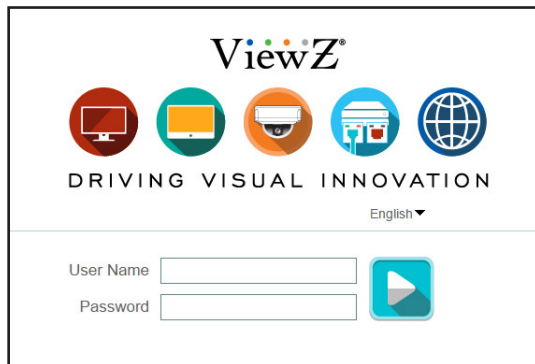 ViewZ®
DRIVING VISUAL INNOVATION
English
User Name
Password